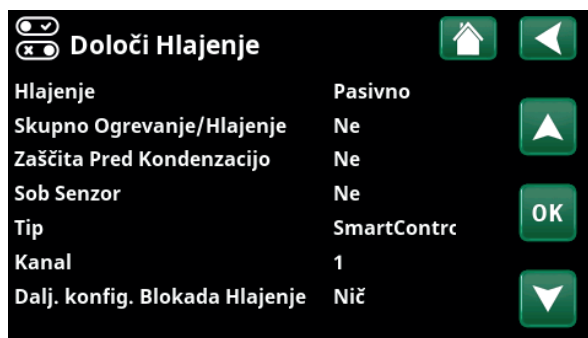 Določi Hlajenje
Hlajenje Pasivno
Skupno Ogrevanje/Hlajenje Ne
Zaščita Pred Kondenzacijo Ne
Sob Senzor Ne
OK
Tip SmartContrc
Kanal 1
Dalj. konfig. Blokada Hlajenje Nič